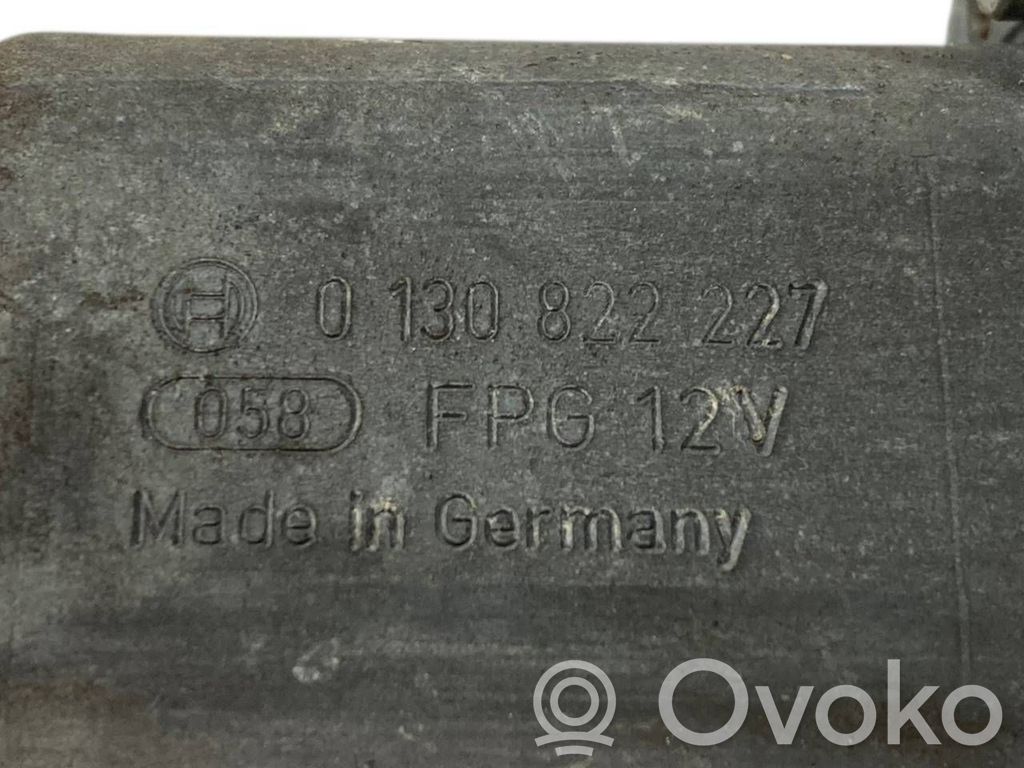 0 130 822 227
058 FPG 12V
Made in Germany
Ovoko